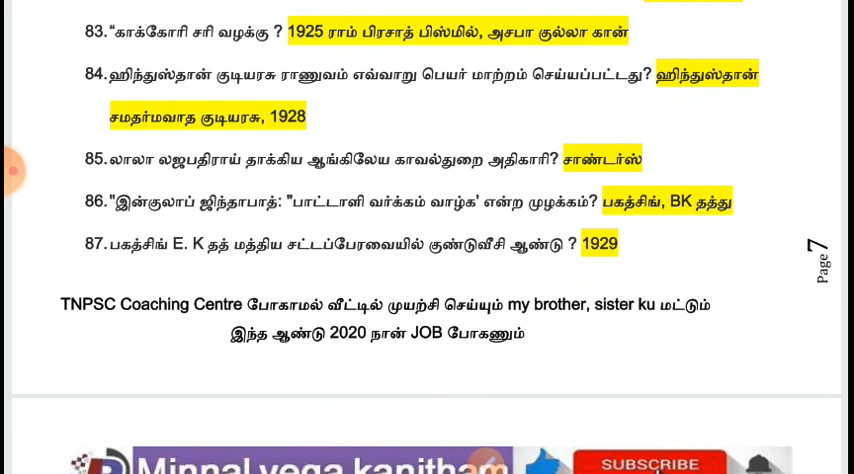 83.“காக்கோரி சரி வழக்கு ? 1925 ராம் பிரசாத் பிஸ்மில், அசபா குல்லா கான்
84.ஹிந்துஸ்தான் குடியரசு ராணுவம் எவ்வாறு பெயர் மாற்றம் செய்யப்பட்டது? ஹிந்துஸ்தான்
சமதர்மவாத குடியரசு, 1928
85.லாலா லஜபதிராய் தாக்கிய ஆங்கிலேய காவல்துறை அதிகாரி? சாண்டர்ஸ்
86."இன்குலாப் ஜிந்தாபாத்: "பாட்டாளி வர்க்கம் வாழ்க' என்ற முழக்கம்? பகத்சிங், BK தத்து
87.பகத்சிங் E. K தத் மத்திய சட்டப்பேரவையில் குண்டுவீசி ஆண்டு ? 1929
Page 7
TNPSC Coaching Centre போகாமல் வீட்டில் முயற்சி செய்யும் my brother, sister ku மட்டும்
இந்த ஆண்டு 2020 நான் JOB போகணும்
Minnal vega kanitham
SUBSCRIBE